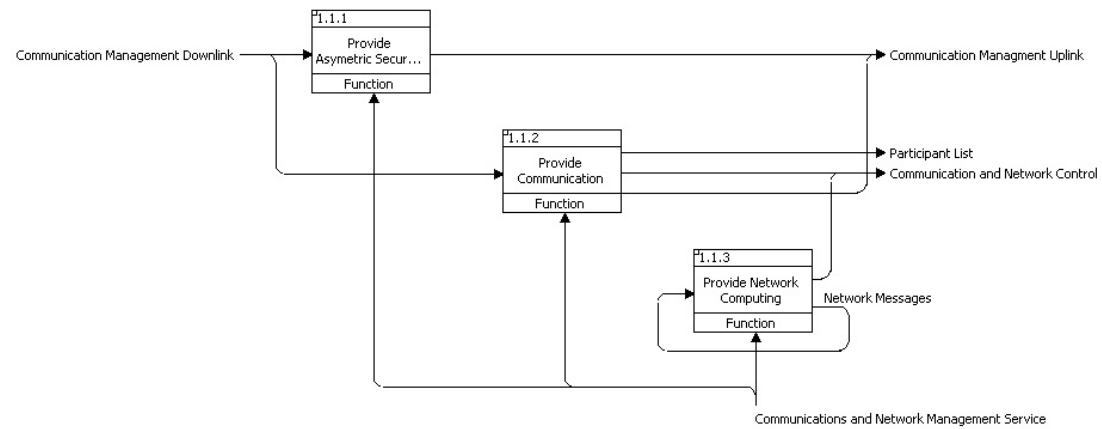 1.1.1
Provide
Asymetric Secur...
Function
Communication Management Downlink
Communication Managment Uplink
1.1.2
Provide
Communication
Function
Participant List
Communication and Network Control
1.1.3
Provide Network
Computing
Function
Network Messages
Communications and Network Management Service